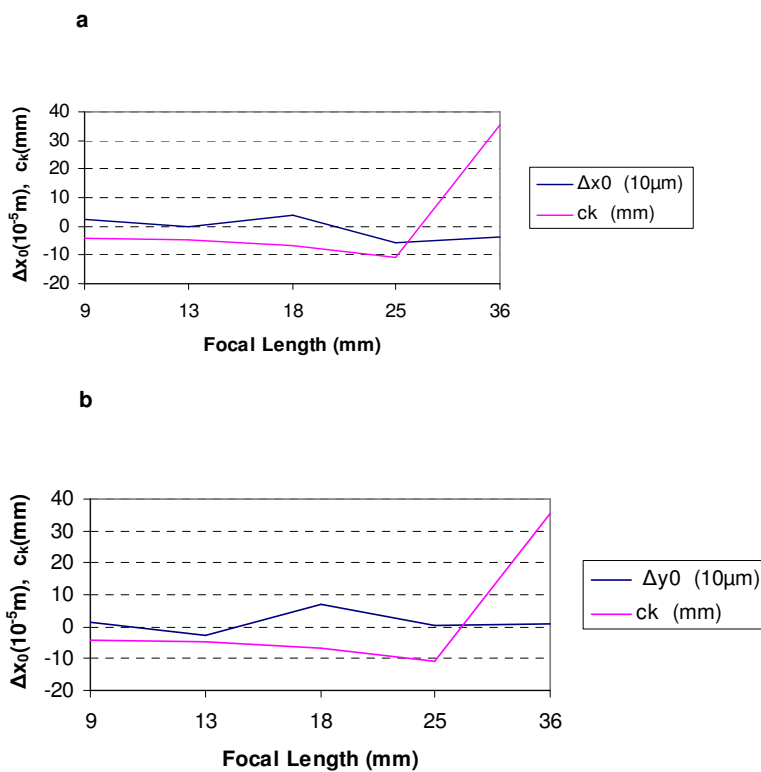 a
40
30
20
10
0
-10
-20
9 13 18 25 36
Δx₀(10⁻⁵m), cₖ(mm)
Focal Length (mm)
Δx0 (10µm)
ck (mm)
b
40
30
20
10
0
-10
-20
9 13 18 25 36
Δx₀(10⁻⁵m), cₖ(mm)
Focal Length (mm)
Δy0 (10µm)
ck (mm)